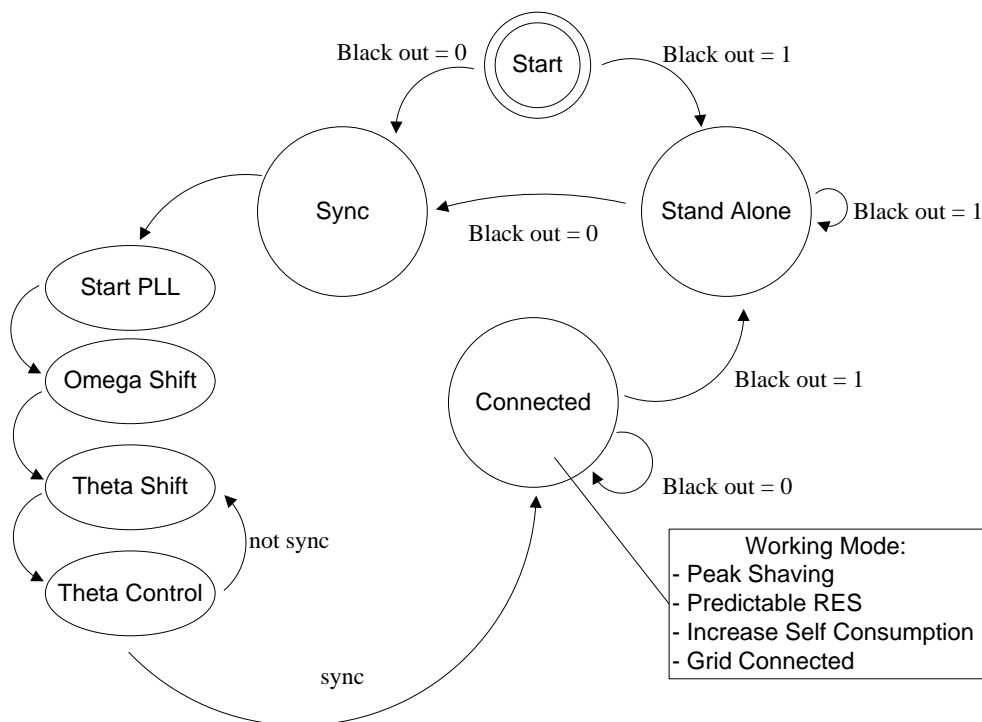 Black out = 0
Start
Black out = 1
Sync
Stand Alone
Black out = 1
Black out = 0
Start PLL
Omega Shift
Connected
Black out = 1
Theta Shift
Black out = 0
not sync
Theta Control
Working Mode:
- Peak Shaving
- Predictable RES
- Increase Self Consumption
- Grid Connected
sync